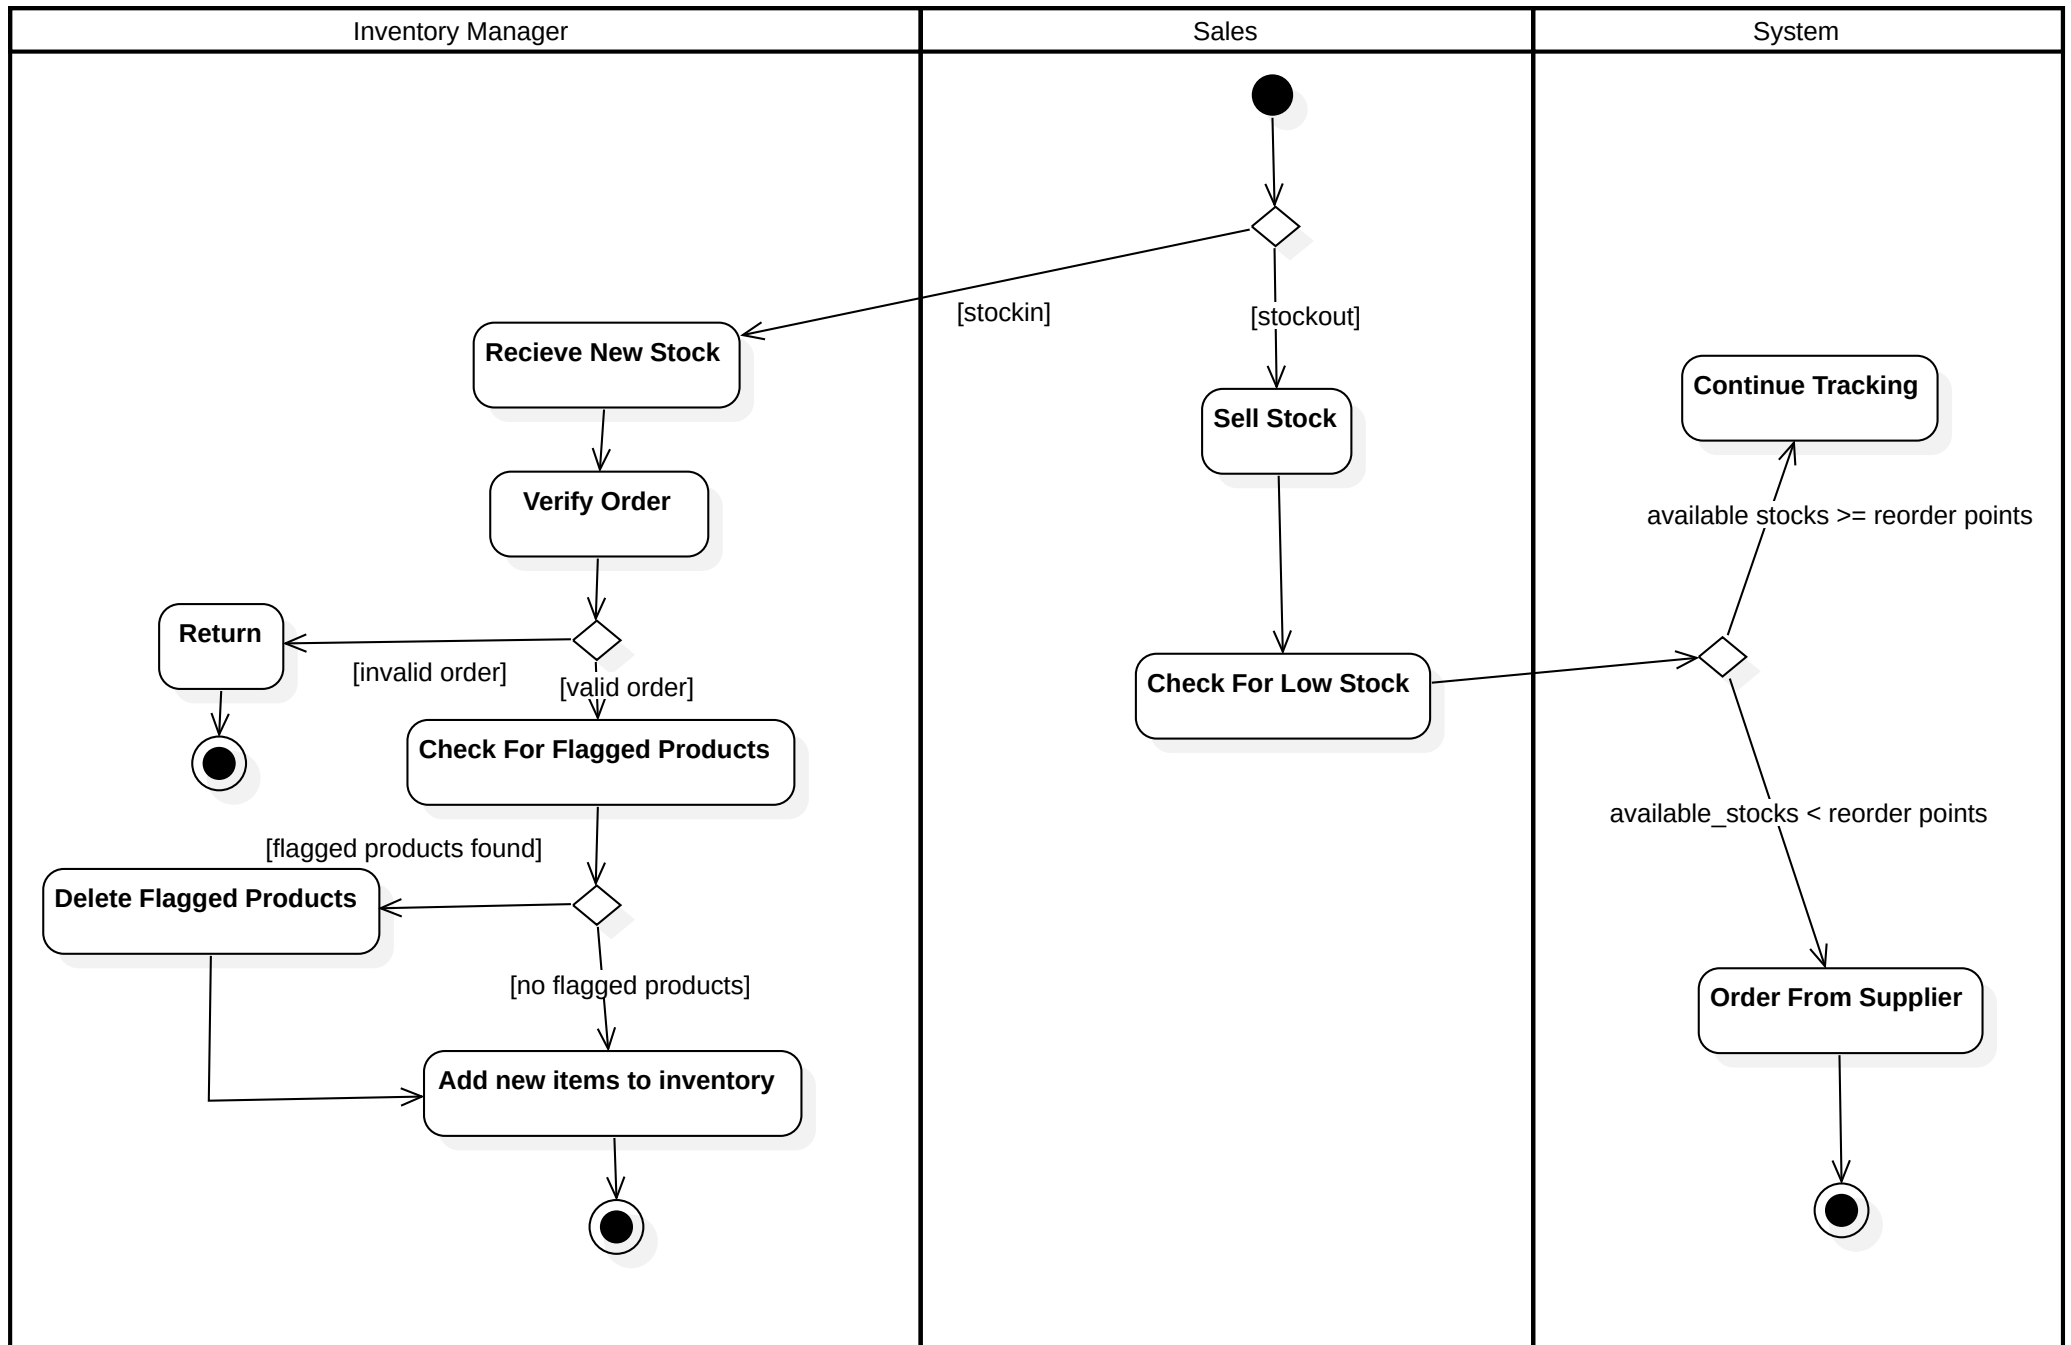 Inventory Manager
Sales
System
[stockin]
[stockout]
Recieve New Stock
Continue Tracking
Sell Stock
Verify Order
available stocks >= reorder points
Return
[invalid order]
[valid order]
Check For Low Stock
Check For Flagged Products
available_stocks < reorder points
[flagged products found]
Delete Flagged Products
[no flagged products]
Order From Supplier
Add new items to inventory